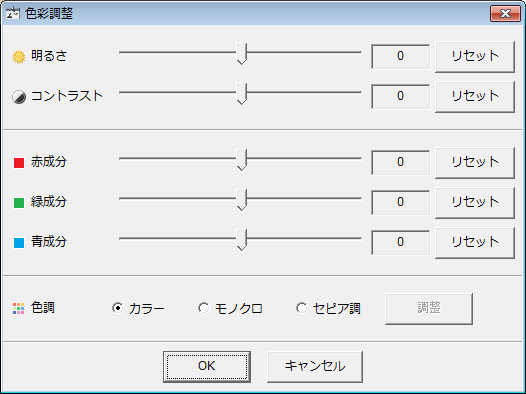 色彩調整
明るさ 0 リセット
コントラスト 0 リセット
赤成分 0 リセット
緑成分 0 リセット
青成分 0 リセット
色調 カラー モノクロ セピア調 調整
OK キャンセル